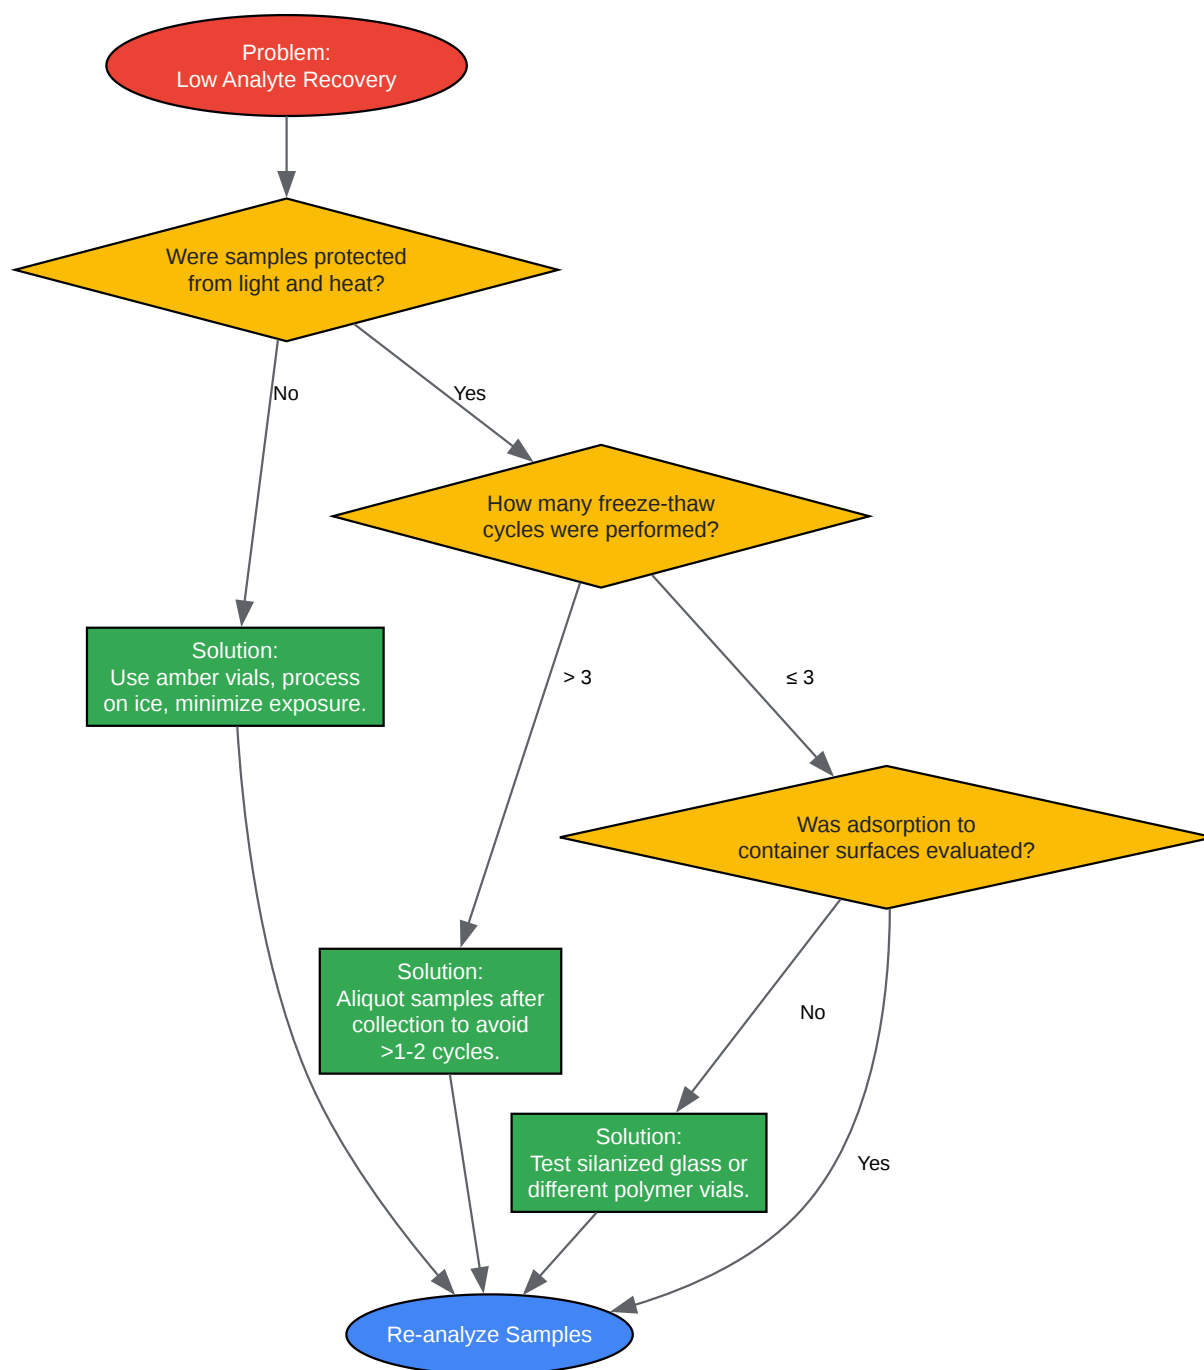 Problem:
Low Analyte Recovery
Were samples protected
from light and heat?
No
Yes
How many freeze-thaw
cycles were performed?
Solution:
Use amber vials, process
on ice, minimize exposure.
> 3
≤ 3
Was adsorption to
container surfaces evaluated?
Solution:
Aliquot samples after
collection to avoid
>1-2 cycles.
No
Solution:
Test silanized glass or
different polymer vials.
Yes
Re-analyze Samples